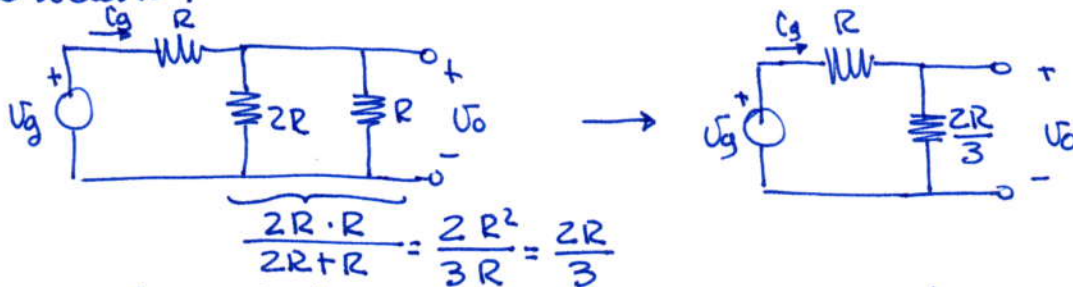 ig R ig R
+ + + +
Vg 2R R Vo → Vg 2R/3 Vo
- -
2R · R / 2R + R = 2R² / 3R = 2R / 3